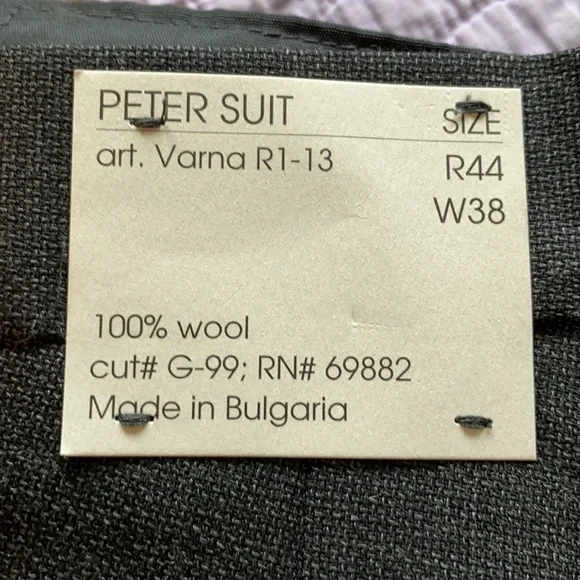 PETER SUIT
SIZE
art. Varna R1-13
R44
W38
100% wool
cut# G-99; RN# 69882
Made in Bulgaria